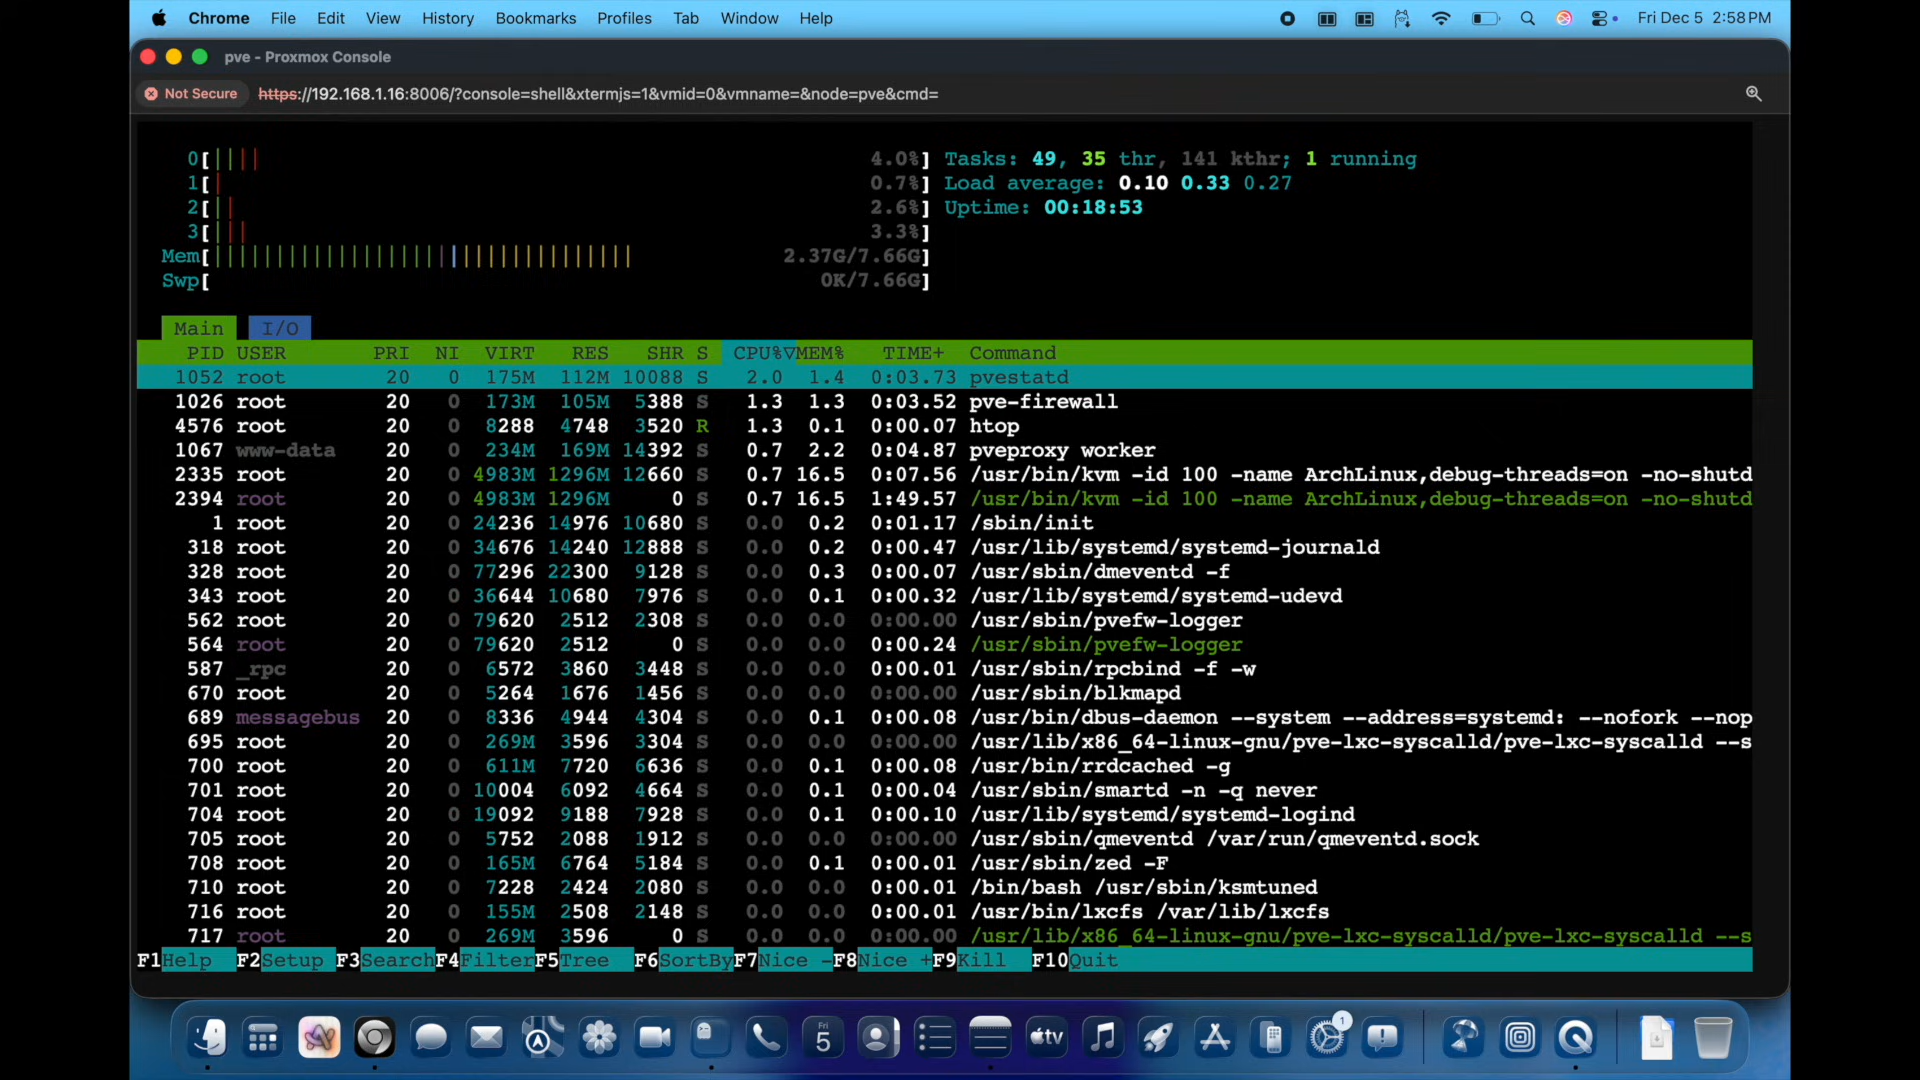 Chrome File Edit View History Bookmarks Profiles Tab Window Help Fri Dec 5 2:58 PM
pve - Proxmox Console
Not Secure https://192.168.1.16:8006/?console=shell&xtermjs=1&vmid=0&vmname=&node=pve&cmd=
0[|||| 4.0%] Tasks: 49, 35 thr, 141 kthr; 1 running
1[| 0.7%] Load average: 0.10 0.33 0.27
2[|| 2.6%] Uptime: 00:18:53
3[||| 3.3%]
Mem[|||||||||||||||||||||||||||||||||| 2.37G/7.66G]
Swp[ 0K/7.66G]
Main I/O
PID USER PRI NI VIRT RES SHR S CPU%▽MEM% TIME+ Command
1052 root 20 0 175M 112M 10088 S 2.0 1.4 0:03.73 pvestatd
1026 root 20 0 173M 105M 5388 S 1.3 1.3 0:03.52 pve-firewall
4576 root 20 0 8288 4748 3520 R 1.3 0.1 0:00.07 htop
1067 www-data 20 0 234M 169M 14392 S 0.7 2.2 0:04.87 pveproxy worker
2335 root 20 0 4983M 1296M 12660 S 0.7 16.5 0:07.56 /usr/bin/kvm -id 100 -name ArchLinux,debug-threads=on -no-shutd
2394 root 20 0 4983M 1296M 0 S 0.7 16.5 1:49.57 /usr/bin/kvm -id 100 -name ArchLinux,debug-threads=on -no-shutd
1 root 20 0 24236 14976 10680 S 0.0 0.2 0:01.17 /sbin/init
318 root 20 0 34676 14240 12888 S 0.0 0.2 0:00.47 /usr/lib/systemd/systemd-journald
328 root 20 0 77296 22300 9128 S 0.0 0.3 0:00.07 /usr/sbin/dmeventd -f
343 root 20 0 36644 10680 7976 S 0.0 0.1 0:00.32 /usr/lib/systemd/systemd-udevd
562 root 20 0 79620 2512 2308 S 0.0 0.0 0:00.00 /usr/sbin/pvefw-logger
564 root 20 0 79620 2512 0 S 0.0 0.0 0:00.24 /usr/sbin/pvefw-logger
587 _rpc 20 0 6572 3860 3448 S 0.0 0.0 0:00.01 /usr/sbin/rpcbind -f -w
670 root 20 0 5264 1676 1456 S 0.0 0.0 0:00.00 /usr/sbin/blkmapd
689 messagebus 20 0 8336 4944 4304 S 0.0 0.1 0:00.08 /usr/bin/dbus-daemon --system --address=systemd: --nofork --nop
695 root 20 0 269M 3596 3304 S 0.0 0.0 0:00.00 /usr/lib/x86_64-linux-gnu/pve-lxc-syscalld/pve-lxc-syscalld --s
700 root 20 0 611M 7720 6636 S 0.0 0.1 0:00.08 /usr/bin/rrdcached -g
701 root 20 0 10004 6092 4664 S 0.0 0.1 0:00.04 /usr/sbin/smartd -n -q never
704 root 20 0 19092 9188 7928 S 0.0 0.1 0:00.10 /usr/lib/systemd/systemd-logind
705 root 20 0 5752 2088 1912 S 0.0 0.0 0:00.00 /usr/sbin/qmeventd /var/run/qmeventd.sock
708 root 20 0 165M 6764 5184 S 0.0 0.1 0:00.01 /usr/sbin/zed -F
710 root 20 0 7228 2424 2080 S 0.0 0.0 0:00.01 /bin/bash /usr/sbin/ksmtuned
716 root 20 0 155M 2508 2148 S 0.0 0.0 0:00.01 /usr/bin/lxcfs /var/lib/lxcfs
717 root 20 0 269M 3596 0 S 0.0 0.0 0:00.00 /usr/lib/x86_64-linux-gnu/pve-lxc-syscalld/pve-lxc-syscalld --s
F1Help F2Setup F3SearchF4FilterF5Tree F6SortByF7Nice -F8Nice +F9Kill F10Quit
Fri
5
tv
1